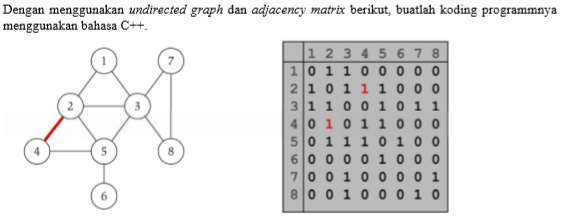 Dengan menggunakan undirected graph dan adjacency matrix berikut, buatlah koding programmnya
menggunakan bahasa C++.
1 7
2 3
4 5 8
6
1 2 3 4 5 6 7 8
1 0 1 1 0 0 0 0 0
2 1 0 1 1 1 0 0 0
3 1 1 0 0 1 0 1 1
4 0 1 0 1 1 0 0 0
5 0 1 1 1 0 1 0 0
6 0 0 0 0 1 0 0 0
7 0 0 1 0 0 0 0 1
8 0 0 1 0 0 0 1 0